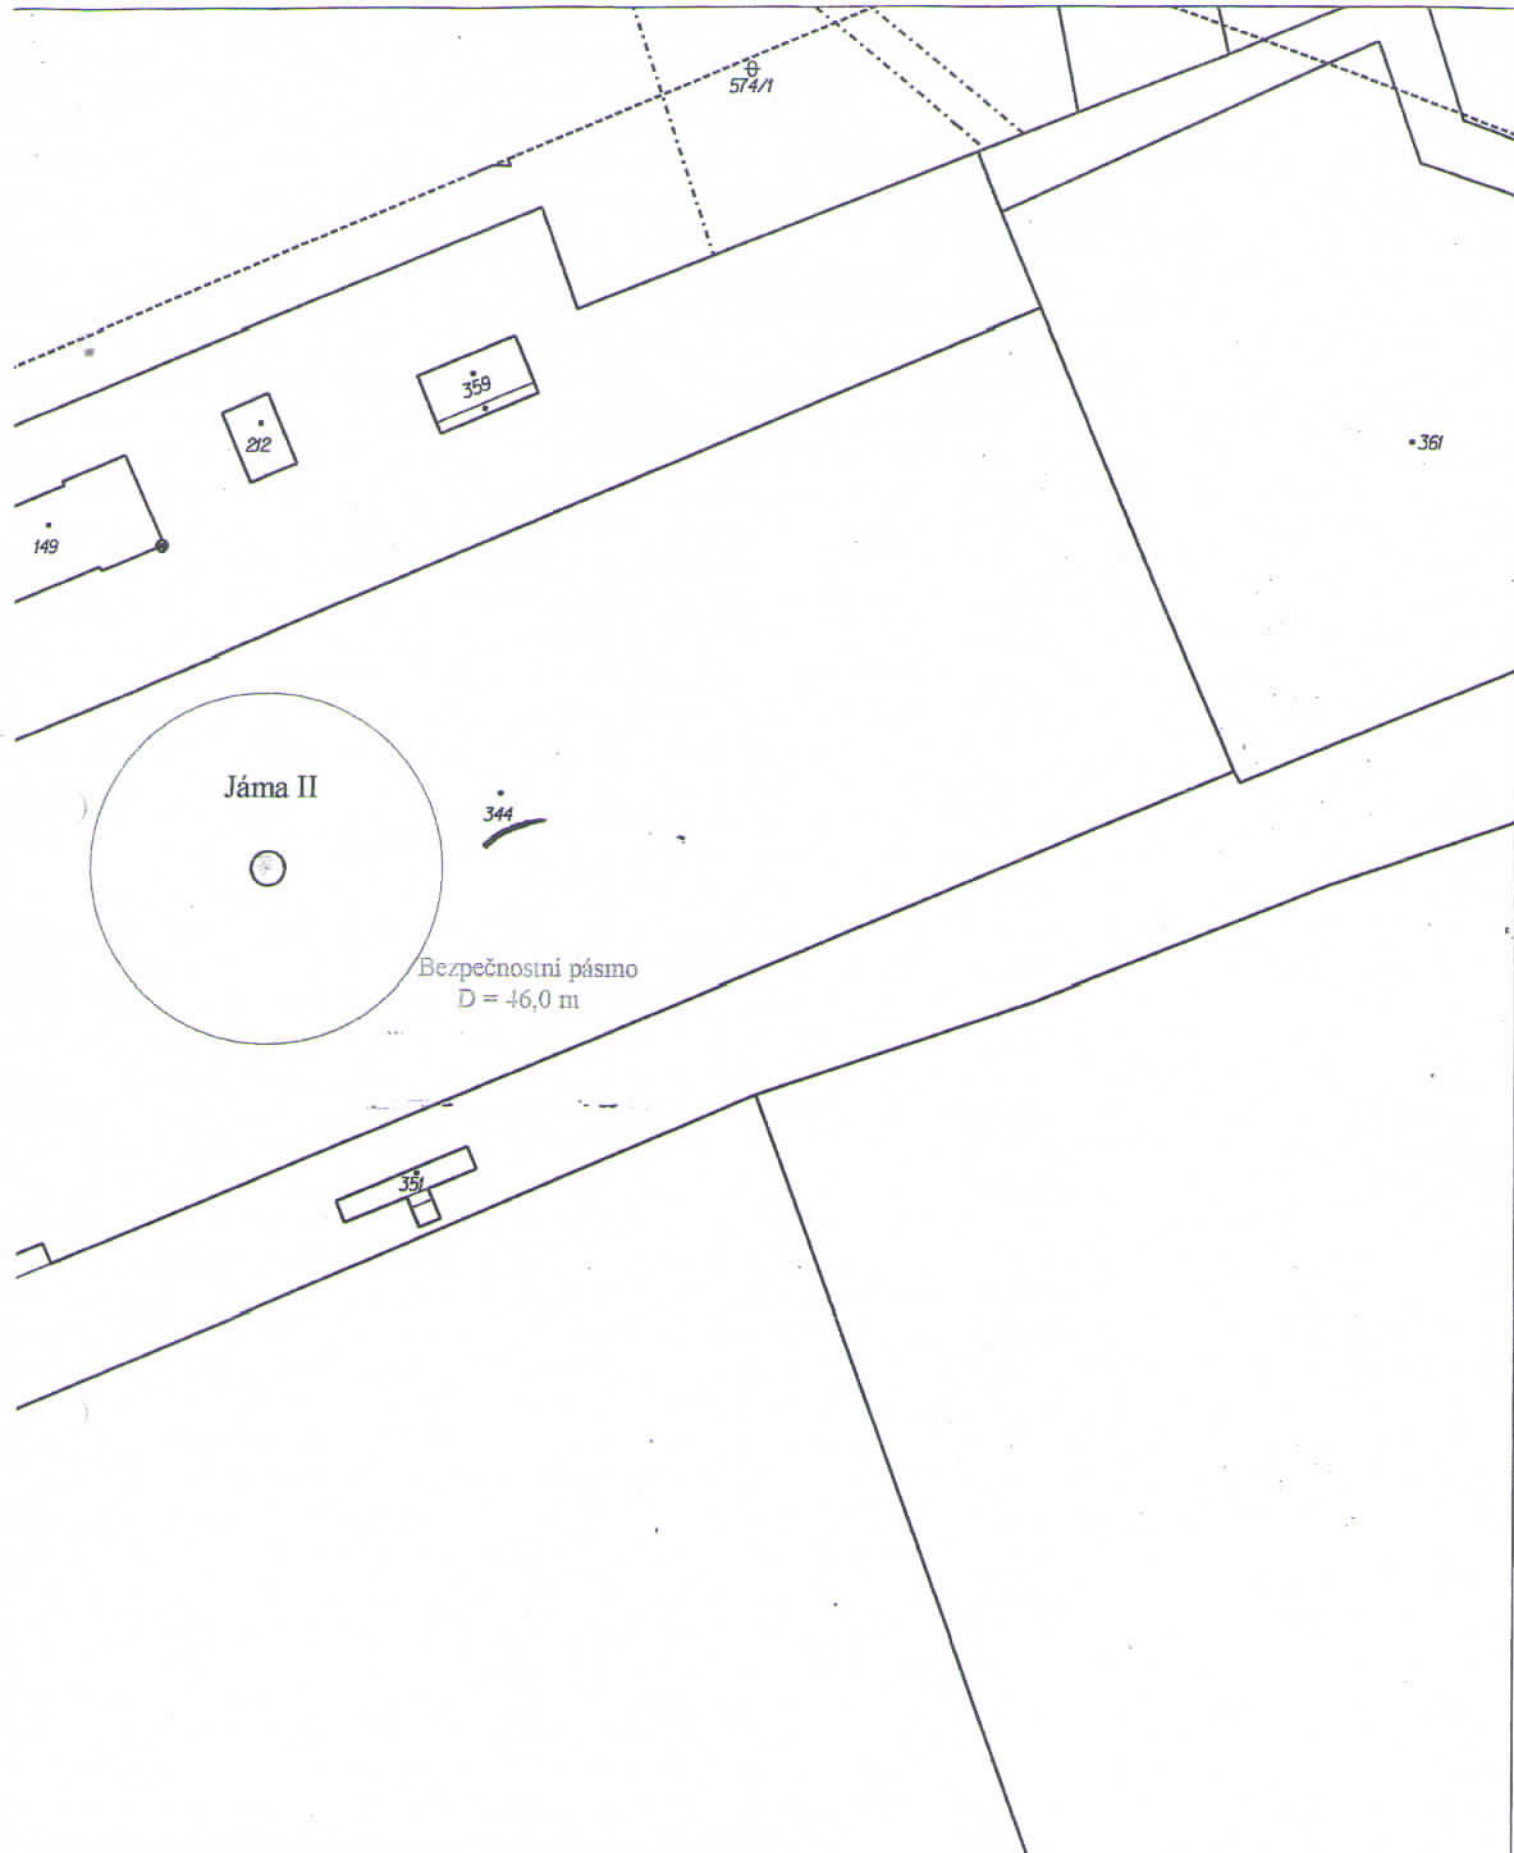 574/1
359
212
361
149
Jáma II
344
Bezpečnostní pásmo
D = 46,0 m
351